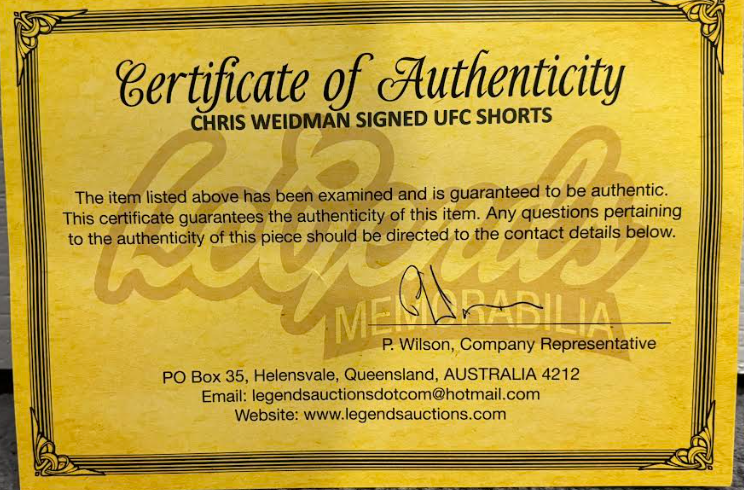 Certificate of Authenticity
CHRIS WEIDMAN SIGNED UFC SHORTS
Legends
The item listed above has been examined and is guaranteed to be authentic.
This certificate guarantees the authenticity of this item. Any questions pertaining
to the authenticity of this piece should be directed to the contact details below.
MEMORABILIA
P. Wilson, Company Representative
PO Box 35, Helensvale, Queensland, AUSTRALIA 4212
Email: legendsauctionsdotcom@hotmail.com
Website: www.legendsauctions.com